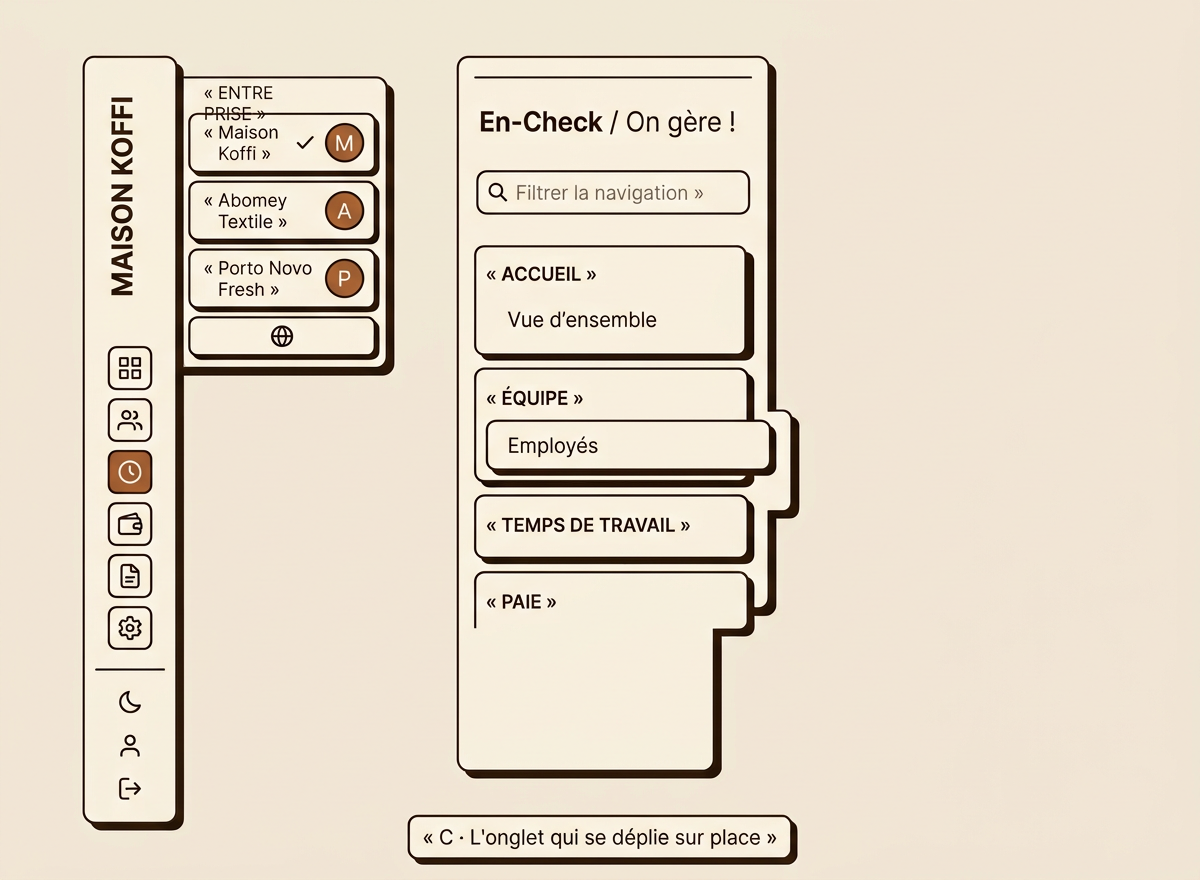 MAISON KOFFI
« ENTRE
PRISE »
« Maison
Koffi »
M
« Abomey
Textile »
A
« Porto Novo
Fresh »
P
En-Check / On gère !
Filtrer la navigation »
« ACCUEIL »
Vue d’ensemble
« ÉQUIPE »
Employés
« TEMPS DE TRAVAIL »
« PAIE »
« C · L'onglet qui se déplie sur place »